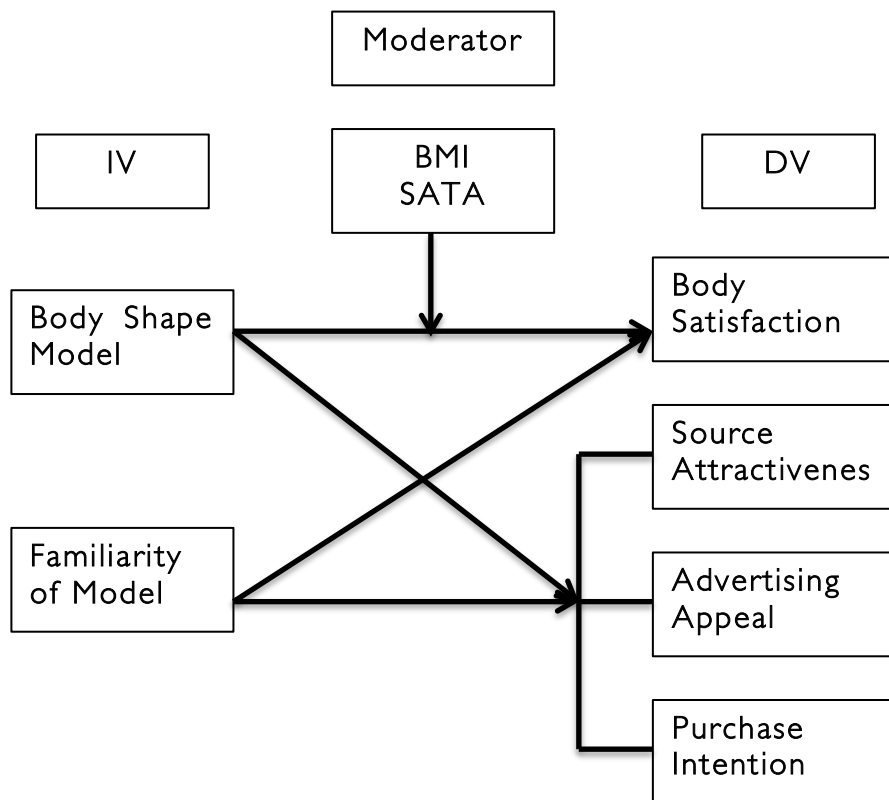 Moderator
IV
BMI
SATA
DV
Body Shape
Model
Body
Satisfaction
Source
Attractivenes
Familiarity
of Model
Advertising
Appeal
Purchase
Intention